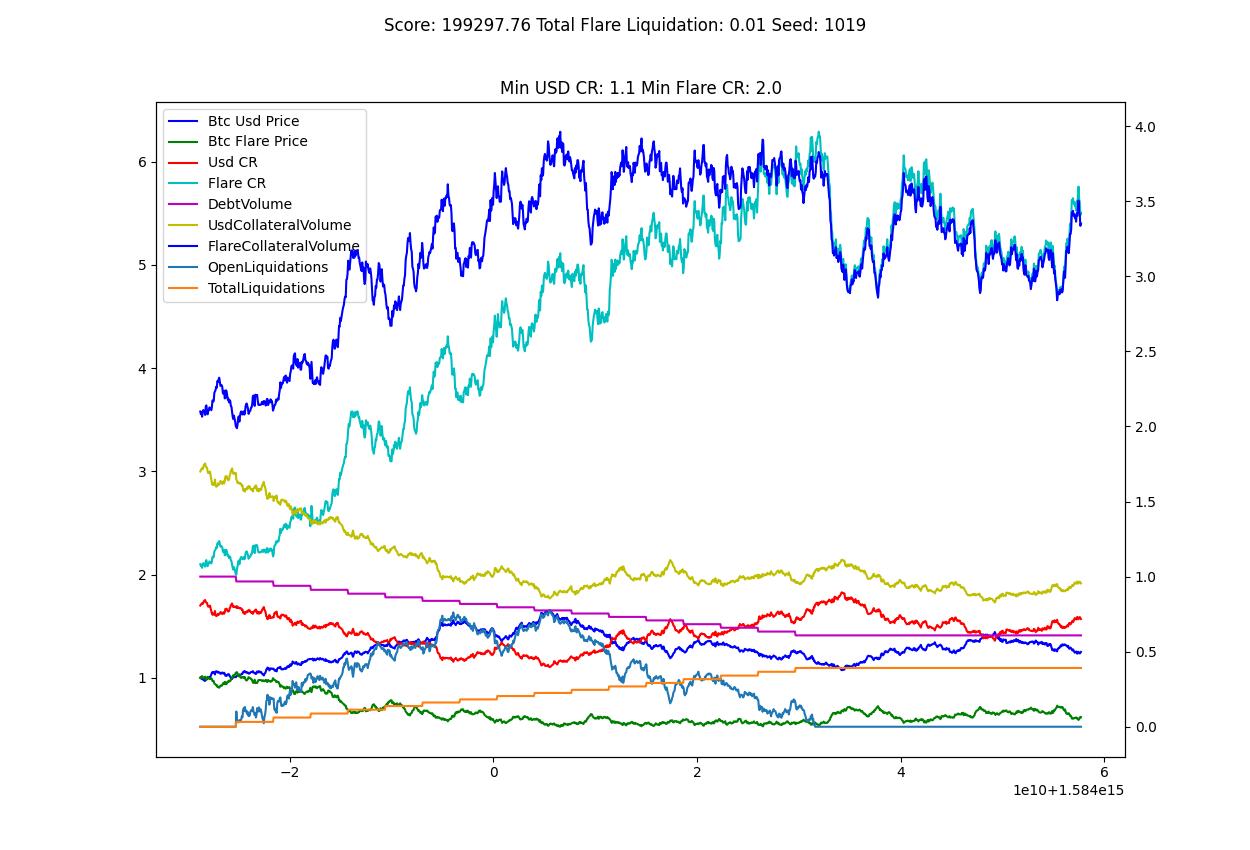 Score: 199297.76 Total Flare Liquidation: 0.01 Seed: 1019
Min USD CR: 1.1 Min Flare CR: 2.0
Btc Usd Price
Btc Flare Price
Usd CR
Flare CR
DebtVolume
UsdCollateralVolume
FlareCollateralVolume
OpenLiquidations
TotalLiquidations
6
5
4
3
2
1
4.0
3.5
3.0
2.5
2.0
1.5
1.0
0.5
0.0
−2 0 2 4 6
1e10+1.584e15